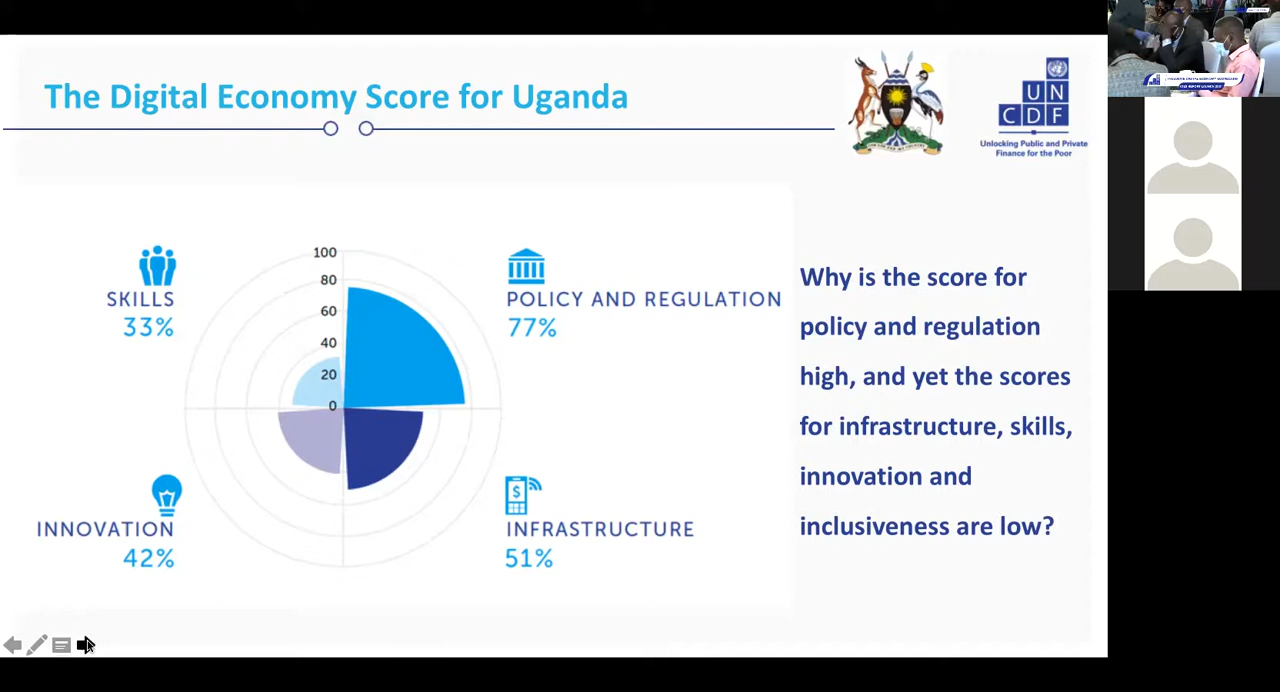 The Digital Economy Score for Uganda
UN
CDF
Unlocking Public and Private
Finance for the Poor
SKILLS
33%
100
80
60
40
20
0
POLICY AND REGULATION
77%
INNOVATION
42%
$
INFRASTRUCTURE
51%
Why is the score for
policy and regulation
high, and yet the scores
for infrastructure, skills,
innovation and
inclusiveness are low?